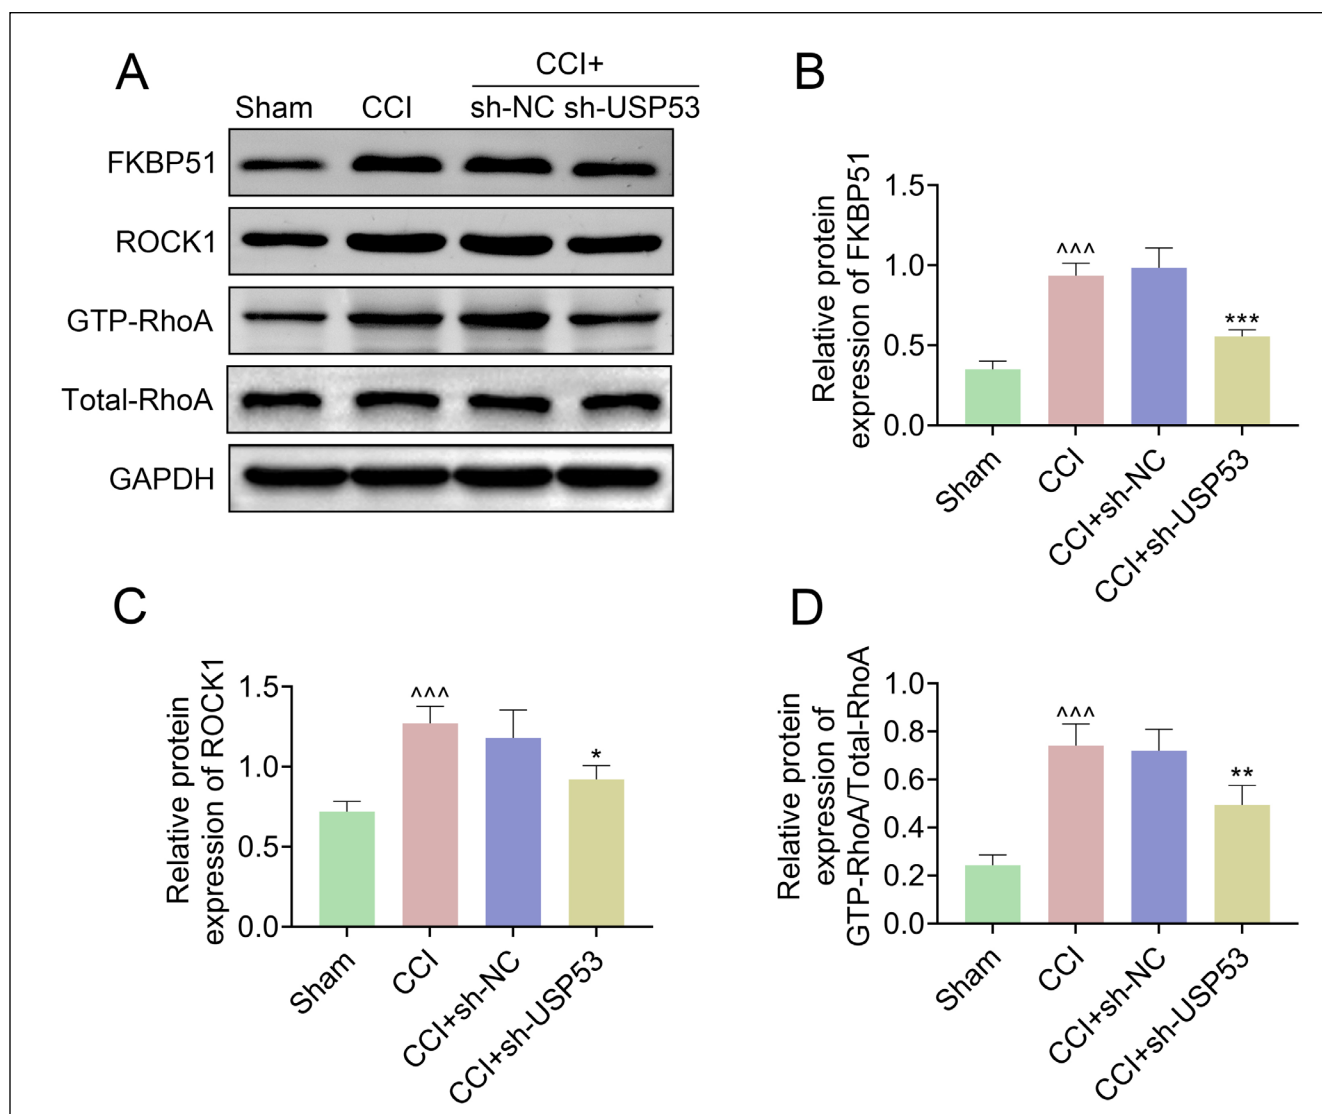 A
CCI+
Sham CCI sh-NC sh-USP53
FKBP51
ROCK1
GTP-RhoA
Total-RhoA
GAPDH
B
Relative protein
expression of FKBP51
1.5
1.0
0.5
0.0
^^^
***
Sham
CCI
CCI+sh-NC
CCI+sh-USP53
C
Relative protein
expression of ROCK1
1.5
1.0
0.5
0.0
^^^
*
Sham
CCI
CCI+sh-NC
CCI+sh-USP53
D
Relative protein
expression of
GTP-RhoA/Total-RhoA
1.0
0.8
0.6
0.4
0.2
0.0
^^^
**
Sham
CCI
CCI+sh-NC
CCI+sh-USP53